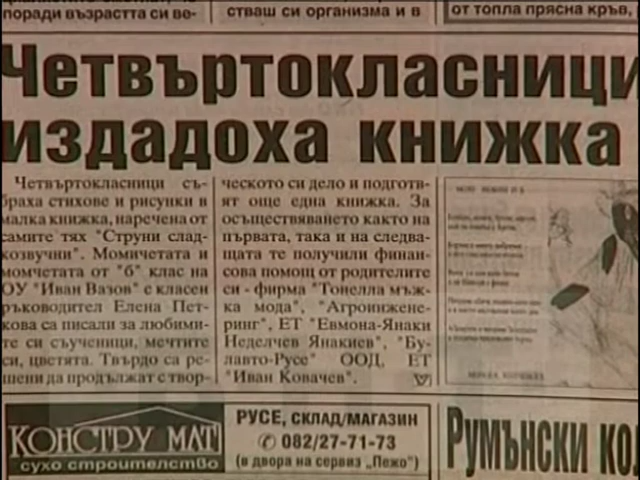 поради възрастта си ве-
стваш си организма и в
от топла прясна кръв,
Четвъртокласници
издадоха книжка
Четвъртокласници съ-
браха стихове и рисунки в
малка книжка, наречена от
самите тях "Струни слад-
козвучни". Момичетата и
момчетата от "б" клас на
ОУ "Иван Вазов" с класен
ръководител Елена Пет-
кова са писали за любими-
те си съученици, мечтите
си, цветята. Твърдо са ре-
шени да продължат с твор-
ческото си дело и подготв-
ят още една книжка. За
осъществяването както на
първата, така и на следва-
щата те получили финан-
сова помощ от родителите
си - фирма "Тонелла мъж-
ка мода", "Агроинжене-
ринг", ЕТ "Евмона-Янаки
Неделчев Янакиев", "Бу-
лавто-Русе" ООД, ЕТ
"Иван Ковачев".
КОНСТРУ МАТ
сухо строителство
РУСЕ, СКЛАД/МАГАЗИН
✆ 082/27-71-73
(в двора на сервиз „Пежо")
Румънски